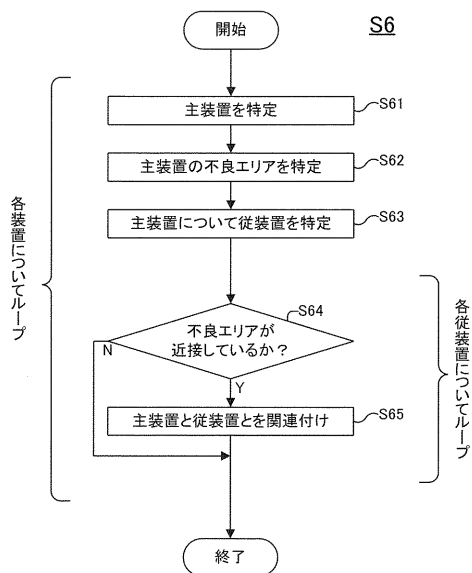 開始
S6
主装置を特定
S61
主装置の不良エリアを特定
S62
主装置について従装置を特定
S63
各装置についてループ
不良エリアが
近接しているか？
S64
N
Y
主装置と従装置とを関連付け
S65
各従装置についてループ
終了